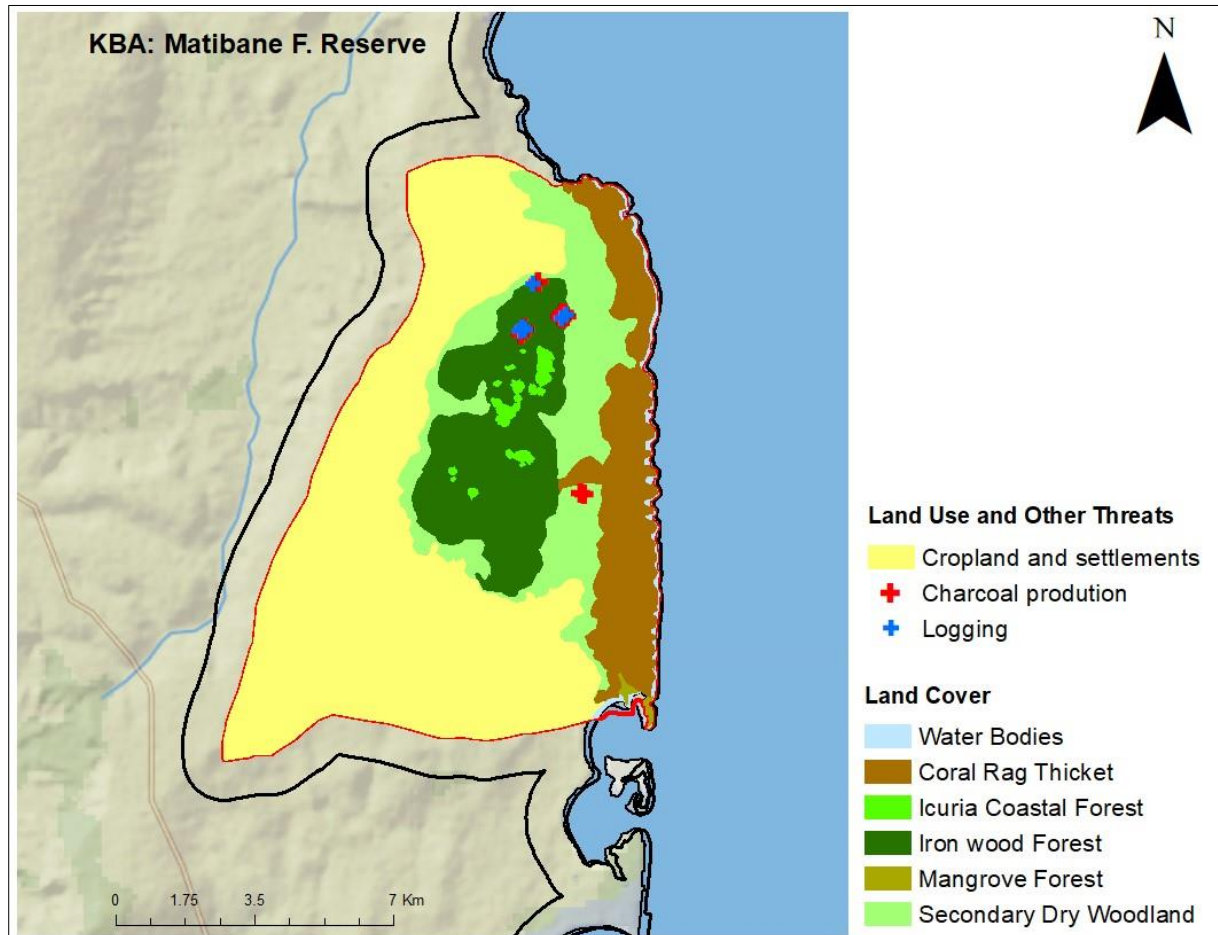 KBA: Matibane F. Reserve
N
Land Use and Other Threats
Cropland and settlements
Charcoal prodution
Logging
Land Cover
Water Bodies
Coral Rag Thicket
Icuria Coastal Forest
Iron wood Forest
Mangrove Forest
Secondary Dry Woodland
0 1.75 3.5 7 Km